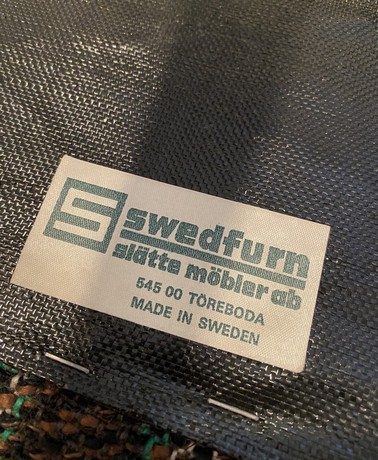 swedfurn
slätte möbler ab
545 00 TÖREBODA
MADE IN SWEDEN